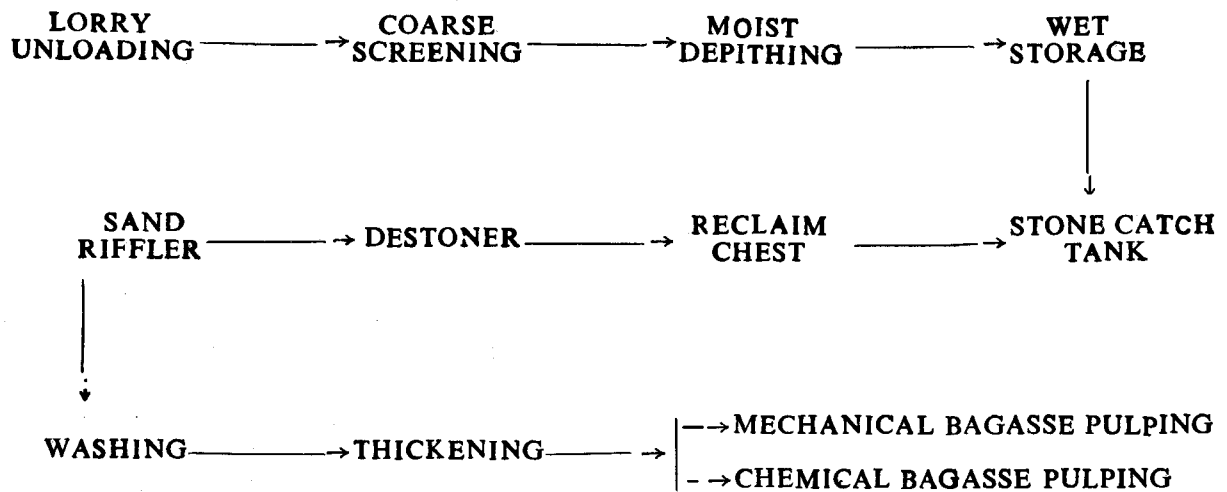 LORRY UNLOADING
COARSE SCREENING
MOIST DEPITHING
WET STORAGE
SAND RIFFLER
DESTONER
RECLAIM CHEST
STONE CATCH TANK
WASHING
THICKENING
MECHANICAL BAGASSE PULPING
CHEMICAL BAGASSE PULPING